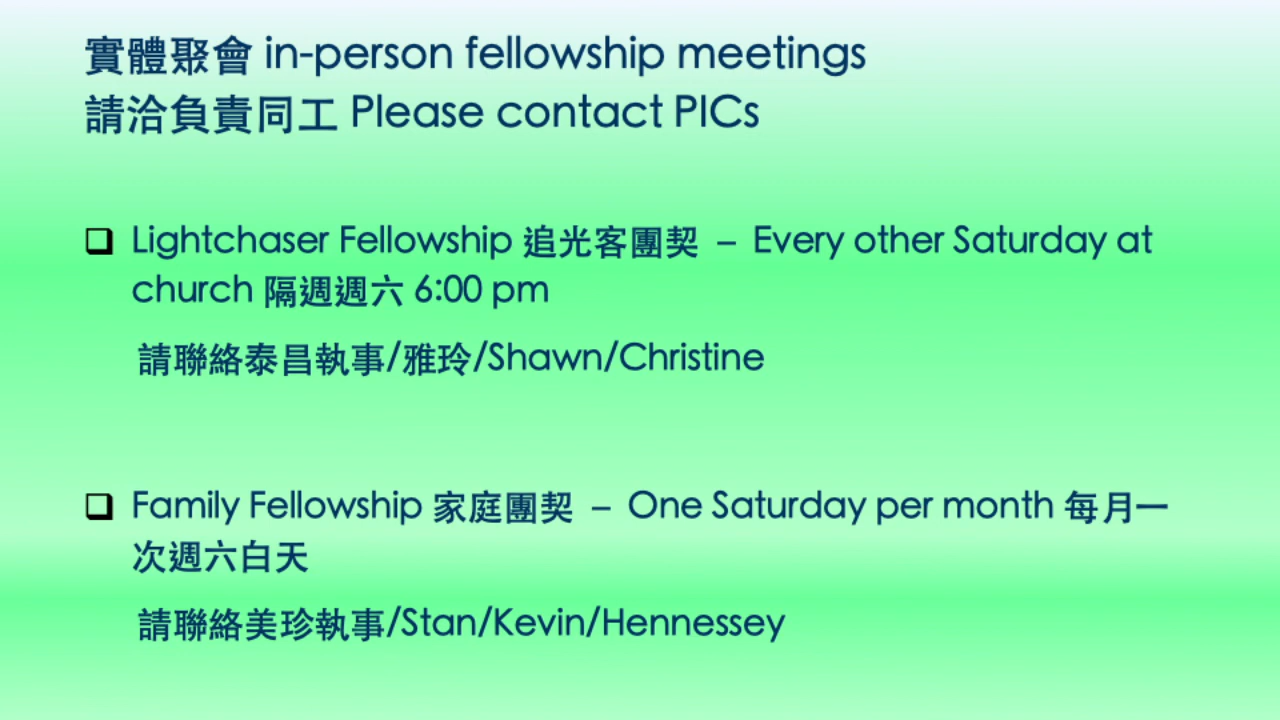 實體聚會 in-person fellowship meetings
請洽負責同工 Please contact PICs
❑ Lightchaser Fellowship 追光客團契 – Every other Saturday at
church 隔週週六 6:00 pm
請聯絡泰昌執事/雅玲/Shawn/Christine
❑ Family Fellowship 家庭團契 – One Saturday per month 每月一
次週六白天
請聯絡美珍執事/Stan/Kevin/Hennessey